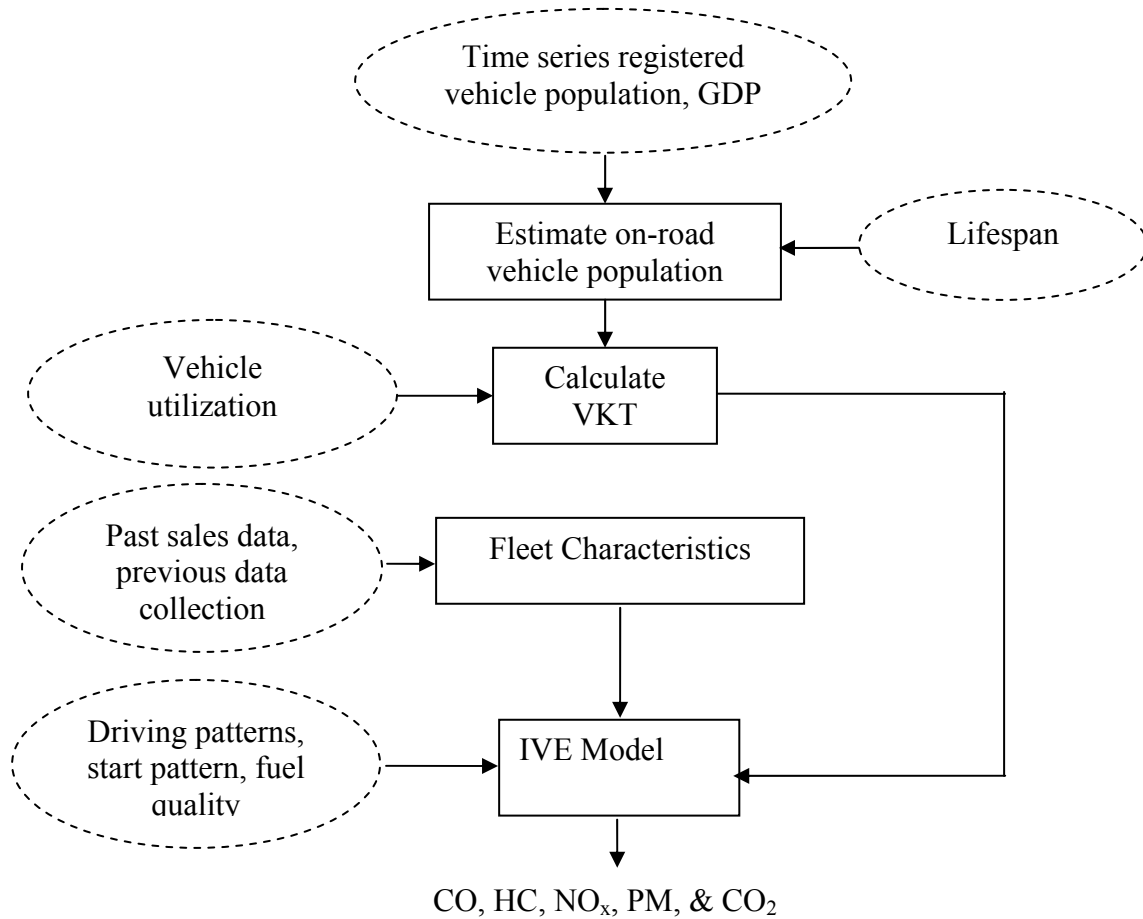 Time series registered
vehicle population, GDP
Estimate on-road
vehicle population
Lifespan
Vehicle
utilization
Calculate
VKT
Past sales data,
previous data
collection
Fleet Characteristics
Driving patterns,
start pattern, fuel
quality
IVE Model
CO, HC, NOₓ, PM, & CO₂